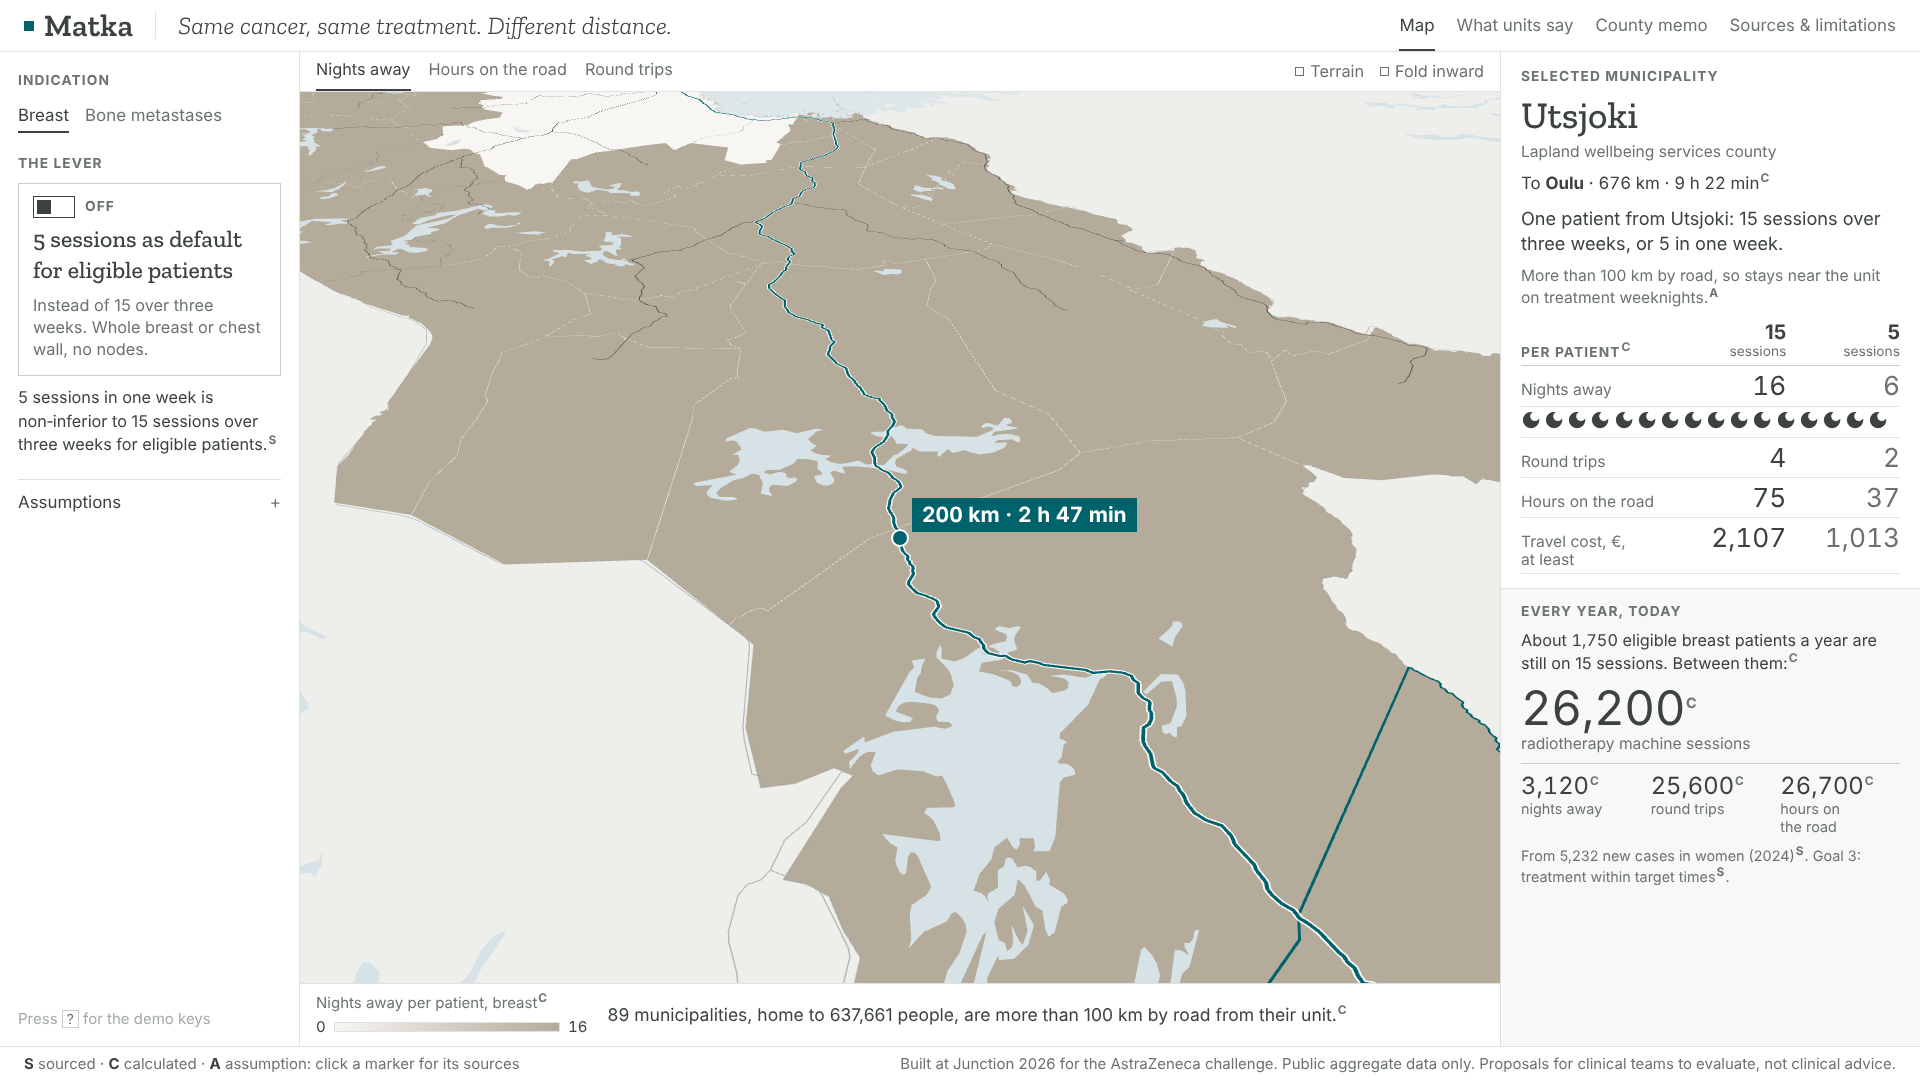 Matka
Same cancer, same treatment. Different distance.
Map
What units say
County memo
Sources & limitations
INDICATION
Breast
Bone metastases
THE LEVER
OFF
5 sessions as default
for eligible patients
Instead of 15 over three
weeks. Whole breast or chest
wall, no nodes.
5 sessions in one week is
non-inferior to 15 sessions over
three weeks for eligible patients.S
Assumptions
+
Press ? for the demo keys
Nights away
Hours on the road
Round trips
Terrain
Fold inward
200 km · 2 h 47 min
Nights away per patient, breastC
0
16
89 municipalities, home to 637,661 people, are more than 100 km by road from their unit.C
SELECTED MUNICIPALITY
Utsjoki
Lapland wellbeing services county
To Oulu · 676 km · 9 h 22 minC
One patient from Utsjoki: 15 sessions over
three weeks, or 5 in one week.
More than 100 km by road, so stays near the unit
on treatment weeknights.A
PER PATIENTC
15 sessions
5 sessions
Nights away 16 6
Round trips 4 2
Hours on the road 75 37
Travel cost, €, at least 2,107 1,013
EVERY YEAR, TODAY
About 1,750 eligible breast patients a year are
still on 15 sessions. Between them:C
26,200C
radiotherapy machine sessions
3,120C 25,600C 26,700C
nights away round trips hours on
the road
From 5,232 new cases in women (2024)S. Goal 3:
treatment within target timesS.
S sourced · C calculated · A assumption: click a marker for its sources
Built at Junction 2026 for the AstraZeneca challenge. Public aggregate data only. Proposals for clinical teams to evaluate, not clinical advice.